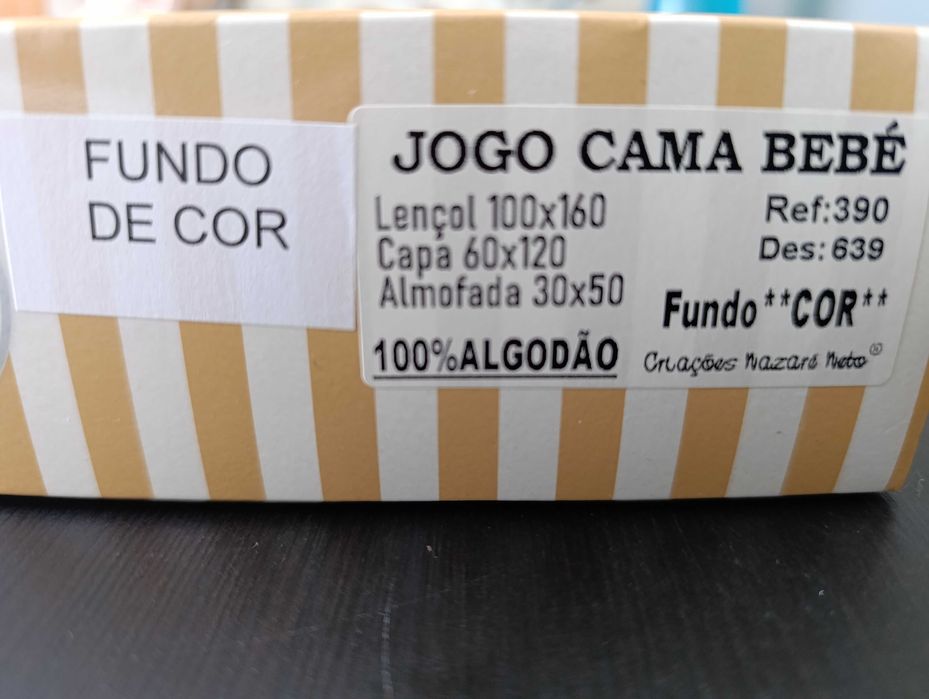 FUNDO
DE COR
JOGO CAMA BEBÉ
Lençol 100x160
Capa 60x120
Almofada 30x50
100%ALGODÃO
Ref:390
Des:639
Fundo **COR**
Criações Nazaré Neto®